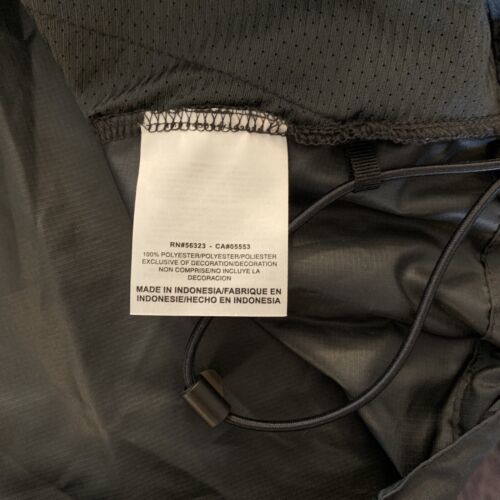 RN#56323 - CA#05553
100% POLYESTER/POLYESTER/POLIESTER
EXCLUSIVE OF DECORATION/DECORATION
NON COMPRISE/NO INCLUYE LA
DECORACIÓN
MADE IN INDONESIA/FABRIQUE EN
INDONESIE/HECHO EN INDONESIA